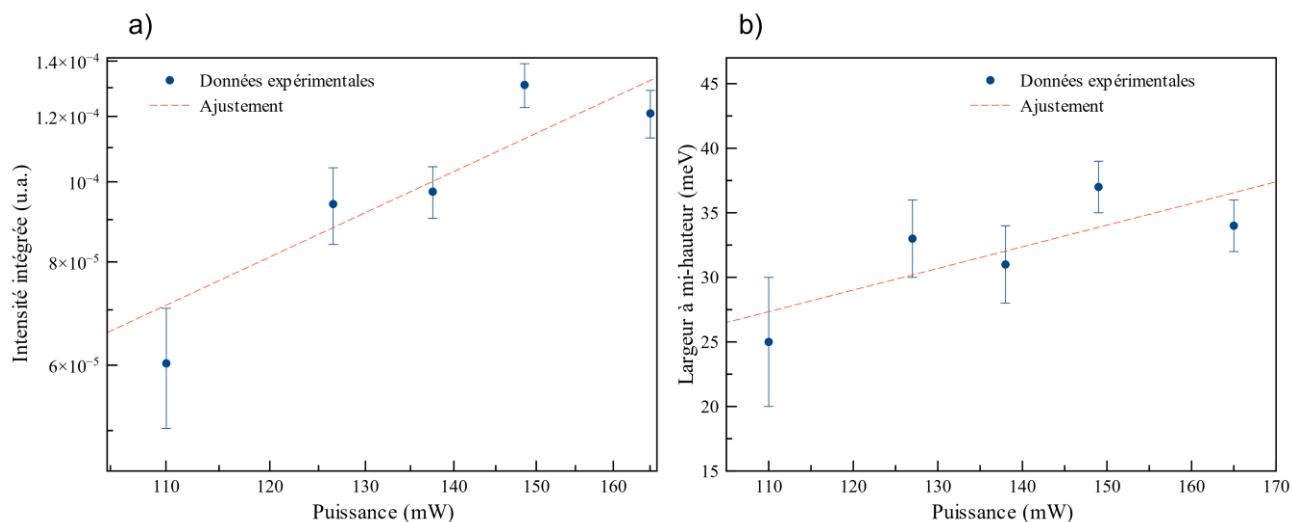 a)
1.4×10⁻⁴
1.2×10⁻⁴
10⁻⁴
8×10⁻⁵
6×10⁻⁵
Intensité intégrée (u.a.)
Données expérimentales
Ajustement
110 120 130 140 150 160
Puissance (mW)
b)
45
40
35
30
25
20
15
Largeur à mi-hauteur (meV)
Données expérimentales
Ajustement
110 120 130 140 150 160 170
Puissance (mW)